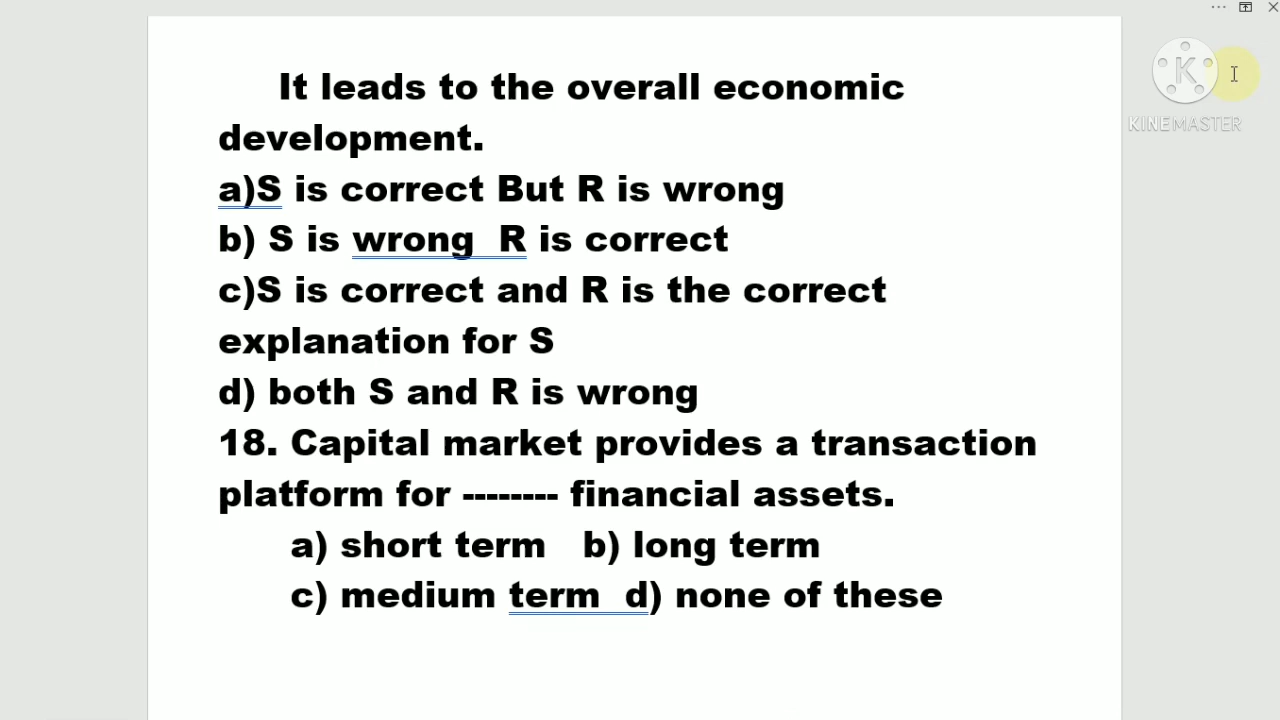 It leads to the overall economic
development.
a)S is correct But R is wrong
b) S is wrong  R is correct
c)S is correct and R is the correct
explanation for S
d) both S and R is wrong
18. Capital market provides a transaction
platform for -------- financial assets.
a) short term   b) long term
c) medium term  d) none of these
K
KINEMASTER